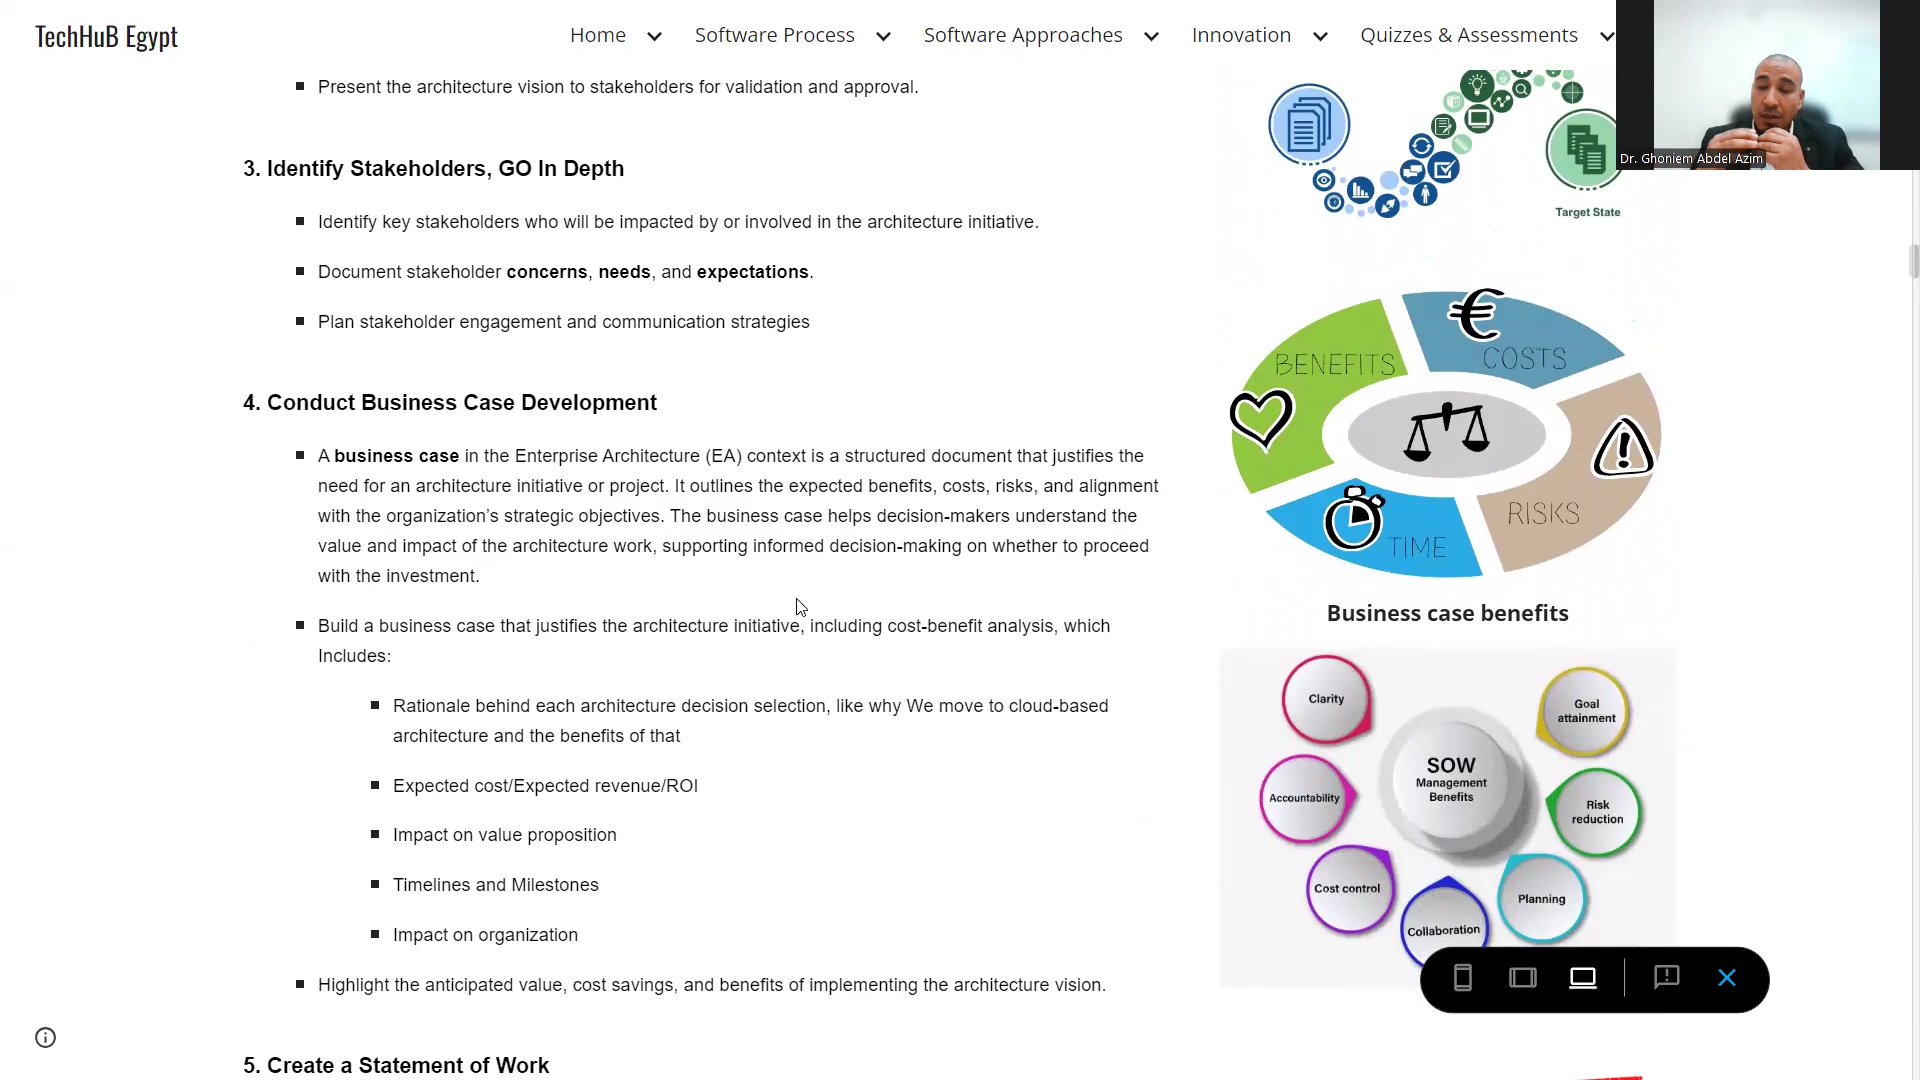 TechHuB Egypt
Home
Software Process
Software Approaches
Innovation
Quizzes & Assessments
Dr. Ghoniem Abdel Azim
■ Present the architecture vision to stakeholders for validation and approval.
3. Identify Stakeholders, GO In Depth
■ Identify key stakeholders who will be impacted by or involved in the architecture initiative.
■ Document stakeholder concerns, needs, and expectations.
■ Plan stakeholder engagement and communication strategies
4. Conduct Business Case Development
■ A business case in the Enterprise Architecture (EA) context is a structured document that justifies the
need for an architecture initiative or project. It outlines the expected benefits, costs, risks, and alignment
with the organization’s strategic objectives. The business case helps decision-makers understand the
value and impact of the architecture work, supporting informed decision-making on whether to proceed
with the investment.
■ Build a business case that justifies the architecture initiative, including cost-benefit analysis, which
Includes:
■ Rationale behind each architecture decision selection, like why We move to cloud-based
architecture and the benefits of that
■ Expected cost/Expected revenue/ROI
■ Impact on value proposition
■ Timelines and Milestones
■ Impact on organization
■ Highlight the anticipated value, cost savings, and benefits of implementing the architecture vision.
5. Create a Statement of Work
Target State
€
BENEFITS
COSTS
RISKS
TIME
Business case benefits
Clarity
Goal
attainment
SOW
Management
Benefits
Accountability
Risk
reduction
Cost control
Planning
Collaboration